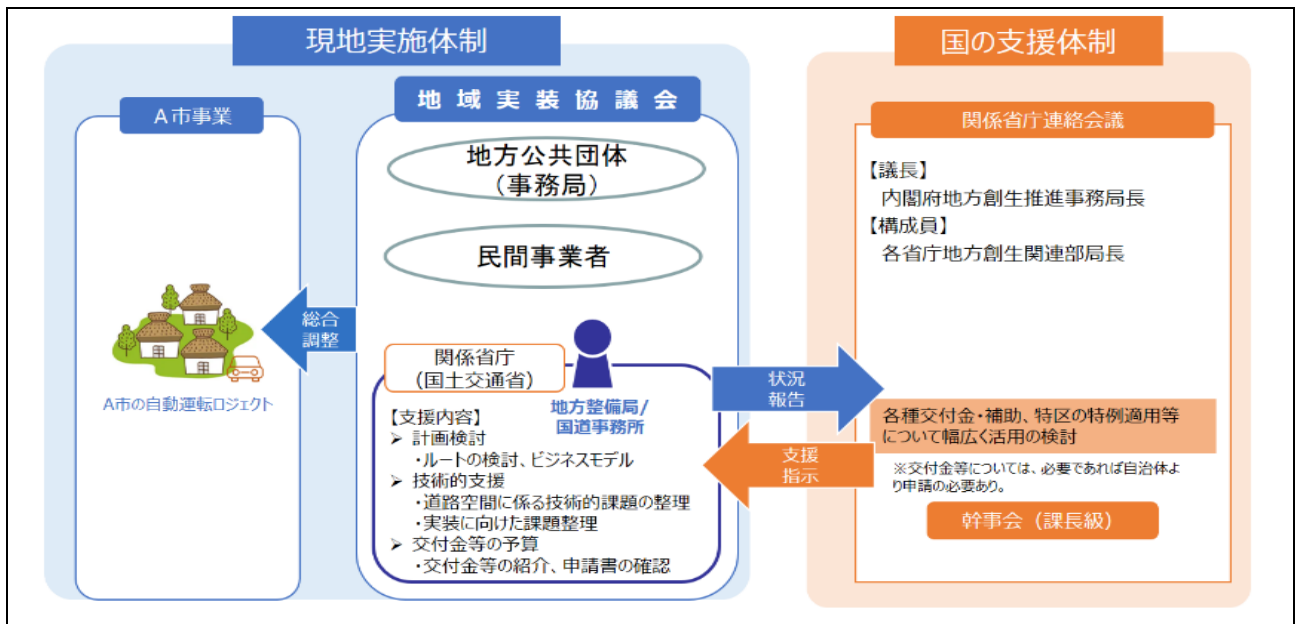 現地実施体制
A市事業
A市の自動運転ロジェクト
総合
調整
地域実装協議会
地方公共団体
（事務局）
民間事業者
関係省庁
（国土交通省）
地方整備局/
国道事務所
【支援内容】
➢ 計画検討
・ルートの検討、ビジネスモデル
➢ 技術的支援
・道路空間に係る技術的課題の整理
・実装に向けた課題整理
➢ 交付金等の予算
・交付金等の紹介、申請書の確認
状況
報告
支援
指示
国の支援体制
関係省庁連絡会議
【議長】
内閣府地方創生推進事務局長
【構成員】
各省庁地方創生関連部局長
各種交付金・補助、特区の特例適用等
について幅広く活用の検討
※交付金等については、必要であれば自治体よ
り申請の必要あり。
幹事会（課長級）